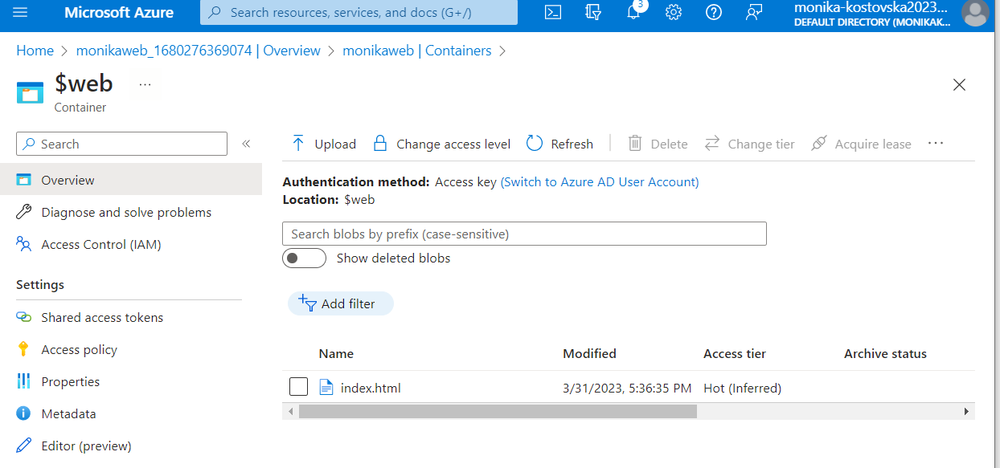 Microsoft Azure
Search resources, services, and docs (G+/)
3
monika-kostovska2023...
DEFAULT DIRECTORY (MONIKAK...
Home > monikaweb_1680276369074 | Overview > monikaweb | Containers >
$web ...
Container
Search «
Overview
Diagnose and solve problems
Access Control (IAM)
Settings
Shared access tokens
Access policy
Properties
Metadata
Editor (preview)
Upload Change access level Refresh Delete Change tier Acquire lease ...
Authentication method: Access key (Switch to Azure AD User Account)
Location: $web
Search blobs by prefix (case-sensitive)
Show deleted blobs
Add filter
Name Modified Access tier Archive status
index.html 3/31/2023, 5:36:35 PM Hot (Inferred)